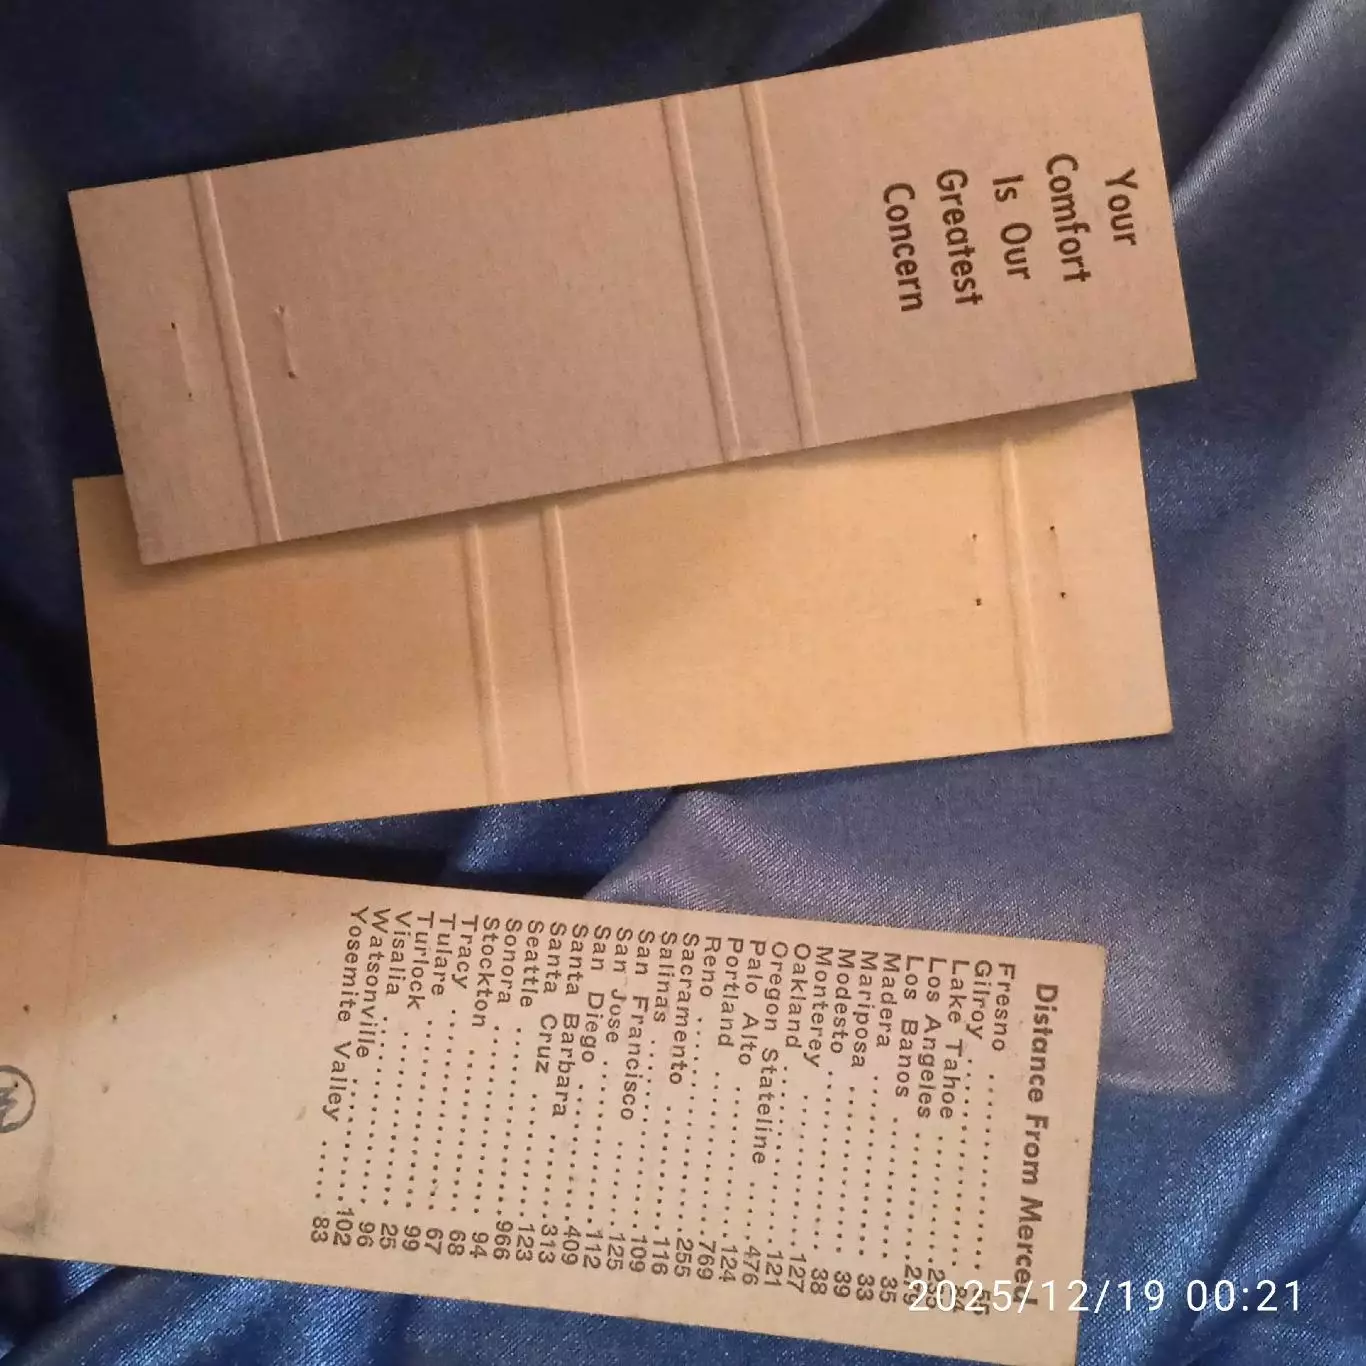 Your
Comfort
Is Our
Greatest
Concern
Distance From Merced
Fresno ................ 55
Gilroy ................
Lake Tahoe ...........
Los Angeles ..........
Los Banos ............ 35
Madera ............... 33
Mariposa ............. 39
Modesto .............. 38
Monterey ............. 127
Oakland .............. 121
Oregon Stateline ..... 476
Palo Alto ............ 124
Portland ............. 769
Reno ................. 255
Sacramento ........... 116
Salinas .............. 109
San Francisco ........ 125
San Jose ............. 112
San Diego ............ 409
Santa Barbara ........ 313
Santa Cruz ........... 123
Seattle .............. 966
Sonora ............... 94
Stockton ............. 68
Tracy ................ 67
Tulare ............... 99
Turlock .............. 25
Visalia .............. 96
Watsonville .......... 102
Yosemite Valley ...... 83
2025/12/19 00:21